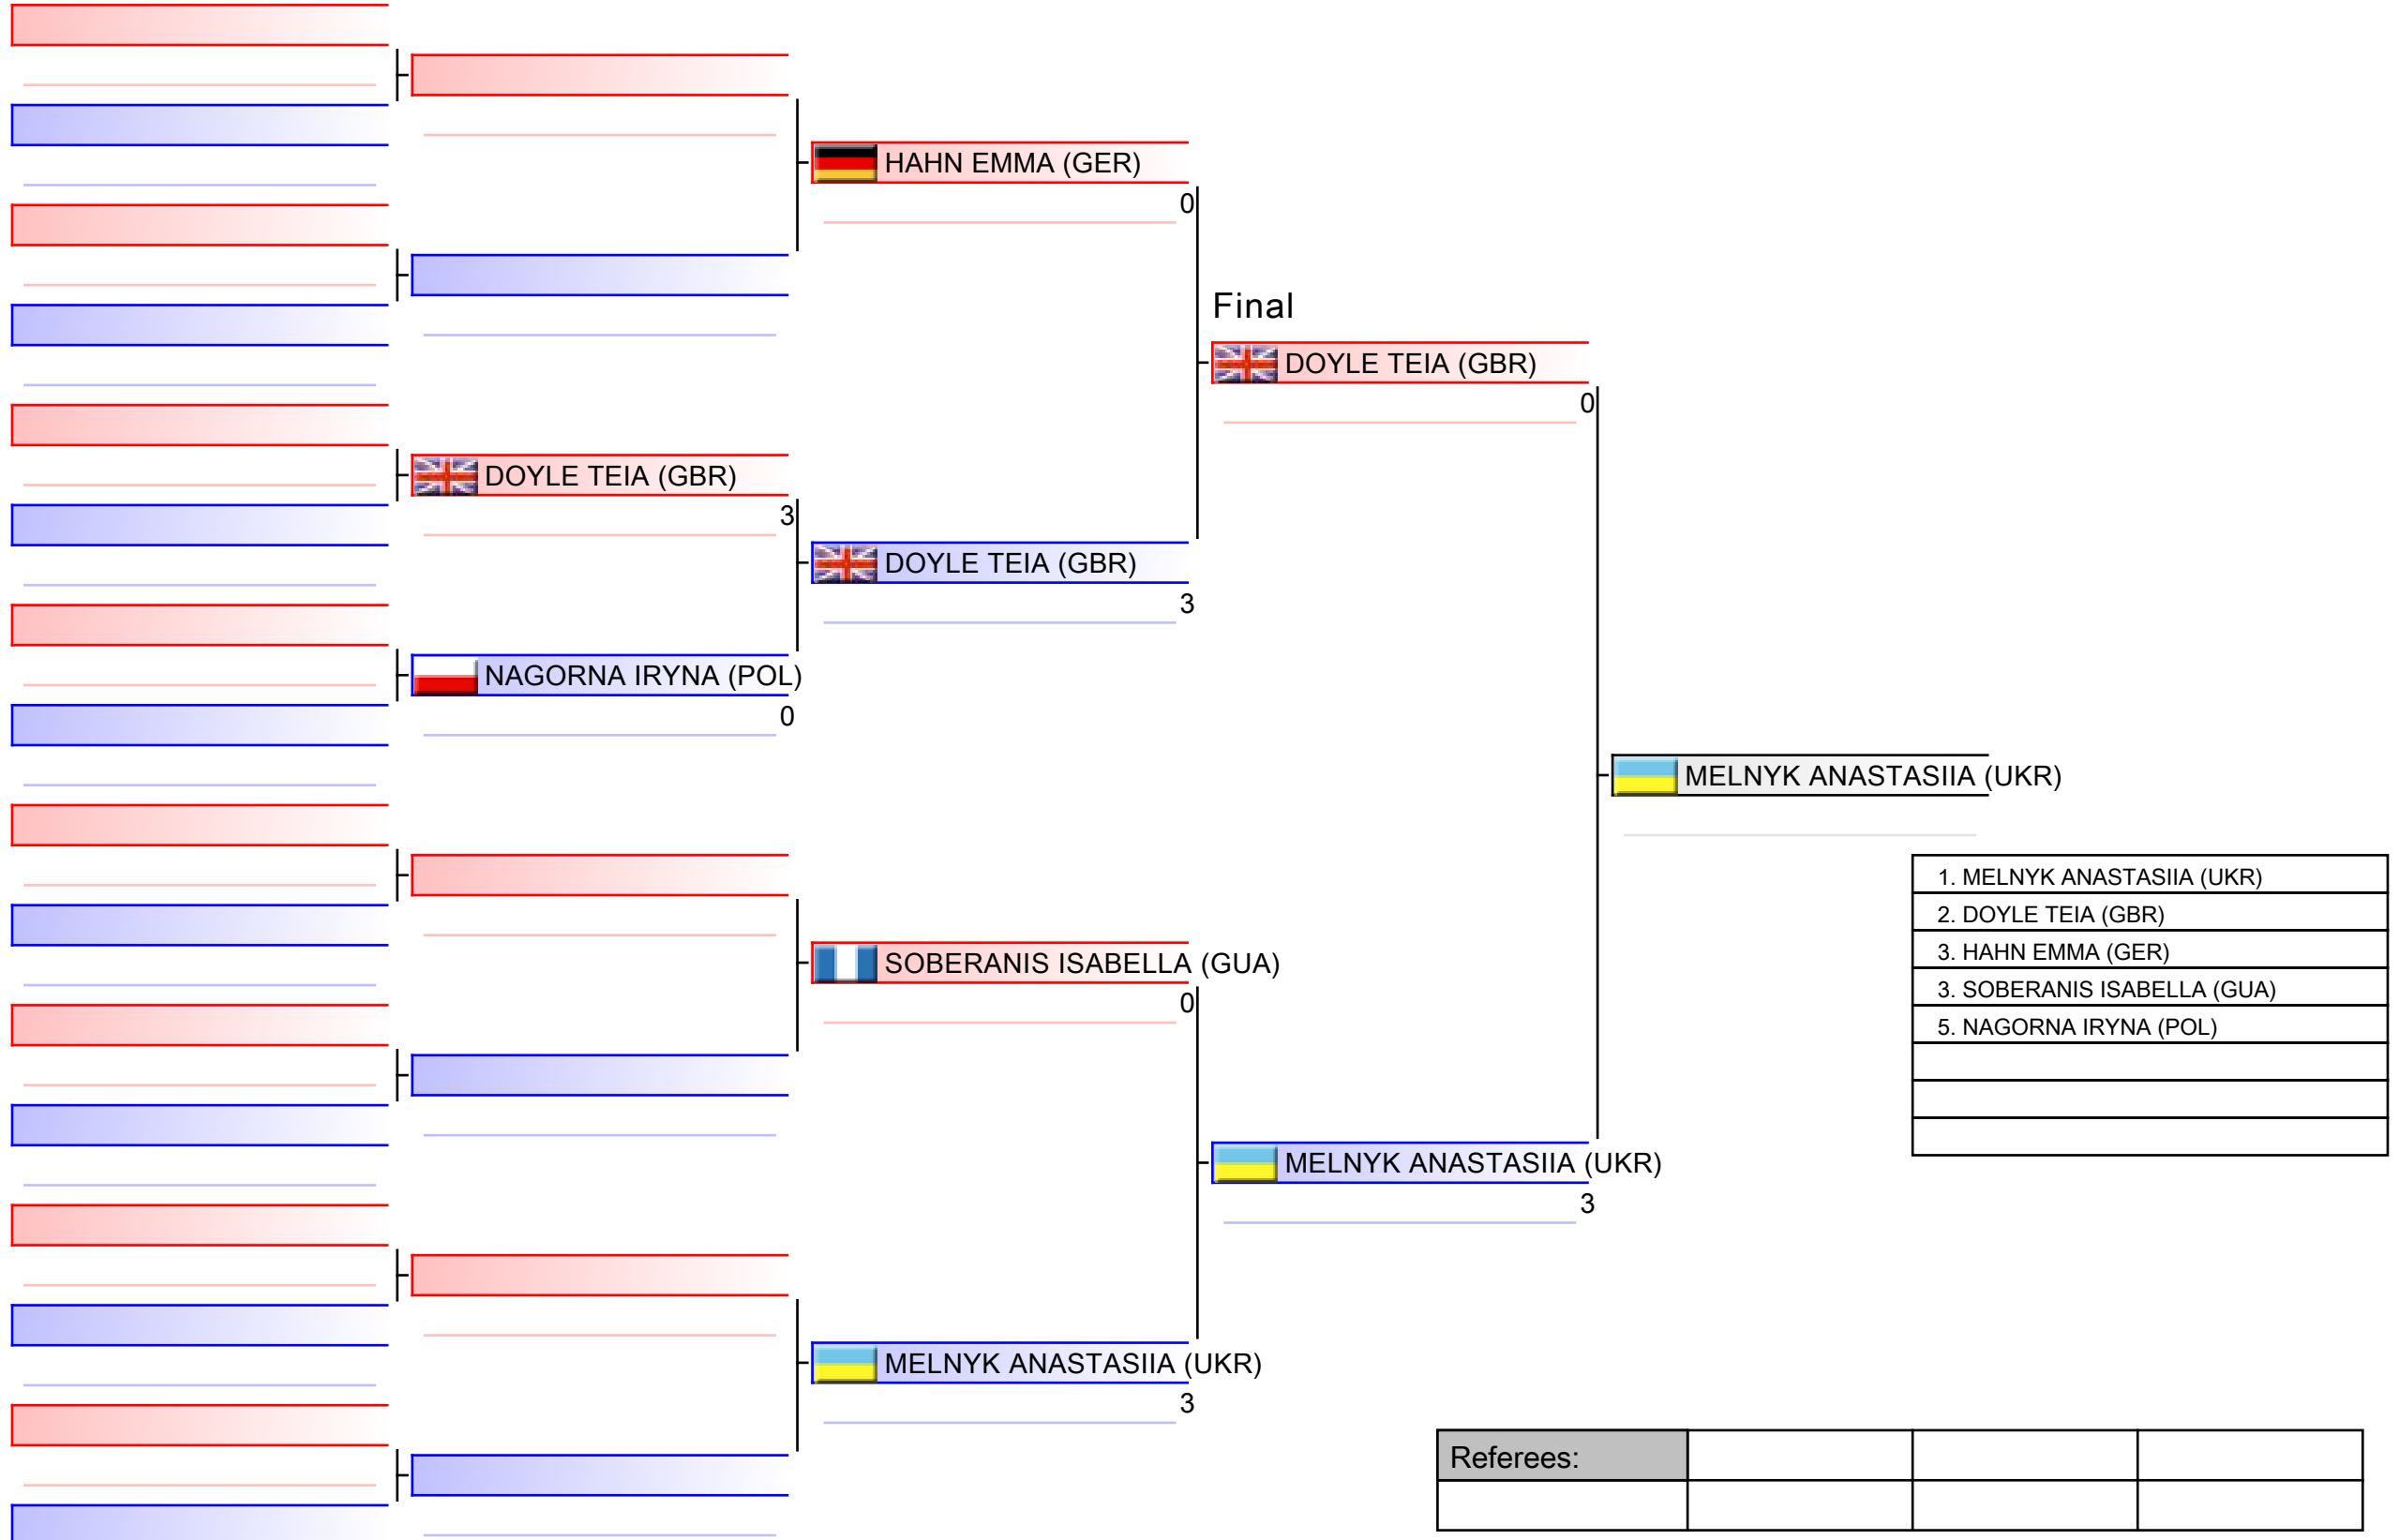 HAHN EMMA (GER)
0
Final
DOYLE TEIA (GBR)
0
DOYLE TEIA (GBR)
3
DOYLE TEIA (GBR)
3
NAGORNA IRYNA (POL)
0
MELNYK ANASTASIIA (UKR)
1. MELNYK ANASTASIIA (UKR)
2. DOYLE TEIA (GBR)
3. HAHN EMMA (GER)
3. SOBERANIS ISABELLA (GUA)
5. NAGORNA IRYNA (POL)
SOBERANIS ISABELLA (GUA)
0
MELNYK ANASTASIIA (UKR)
3
MELNYK ANASTASIIA (UKR)
3
Referees: